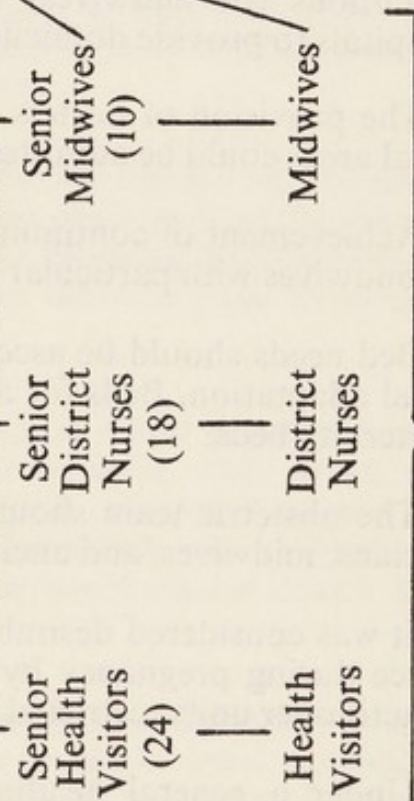 Senior
Health
Visitors
(24)
Health
Visitors
Senior
District
Nurses
(18)
District
Nurses
Senior
Midwives
(10)
Midwives